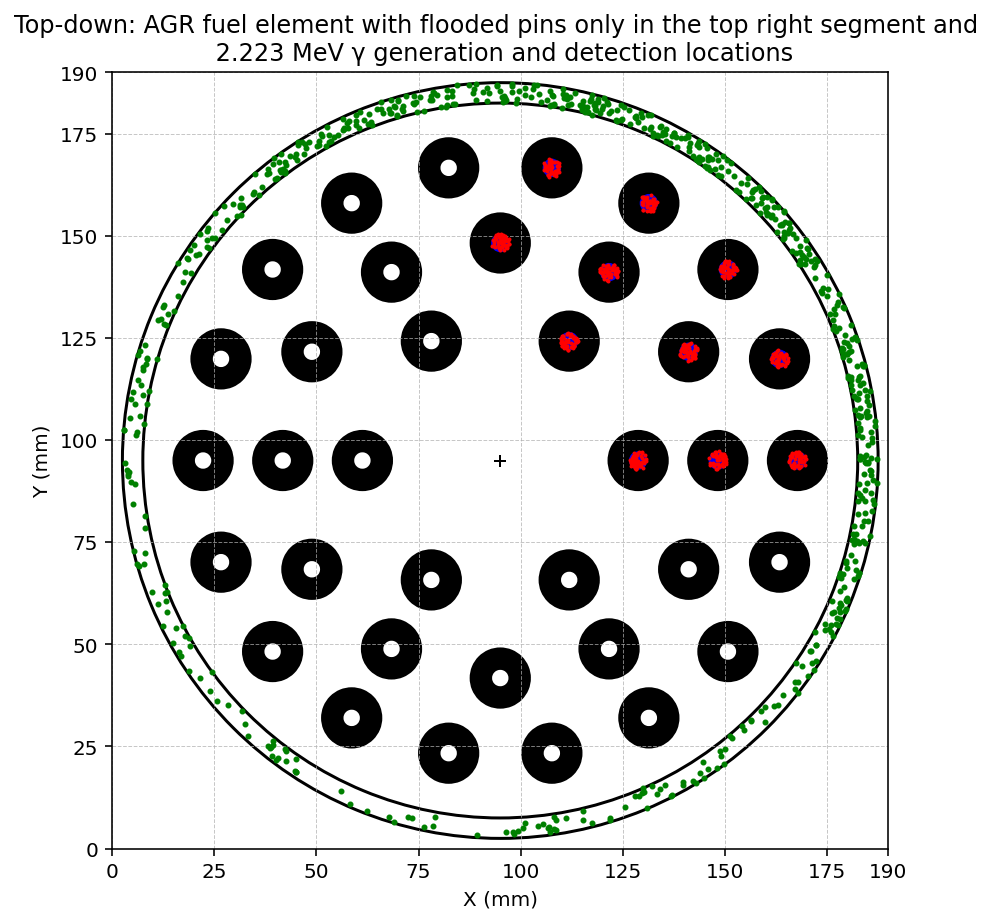 Top-down: AGR fuel element with flooded pins only in the top right segment and
2.223 MeV γ generation and detection locations
190
175
150
125
100
75
50
25
0
Y (mm)
0 25 50 75 100 125 150 175 190
X (mm)